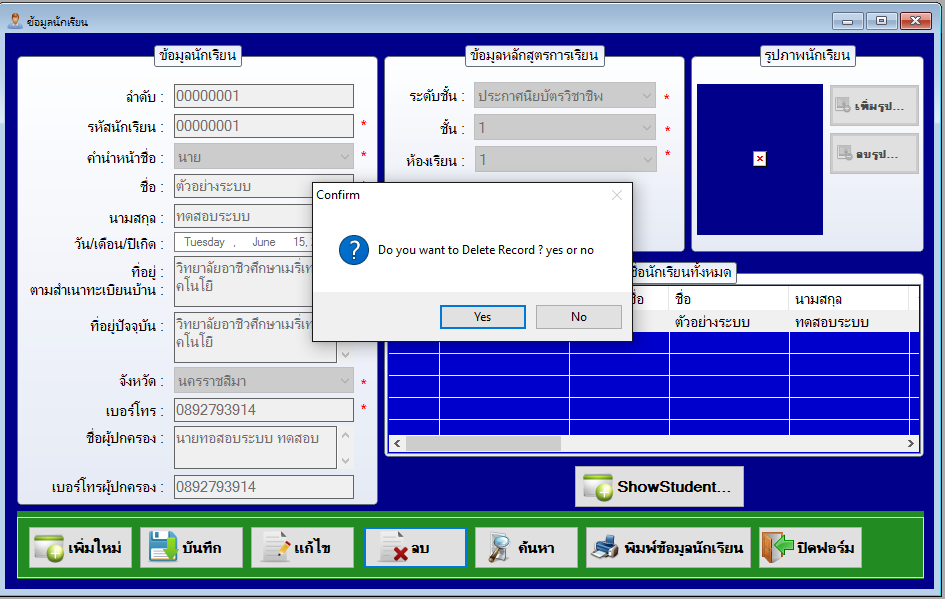 ข้อมูลนักเรียน
ข้อมูลนักเรียน
ลำดับ : 00000001
รหัสนักเรียน : 00000001 *
คำนำหน้าชื่อ : นาย *
ชื่อ : ตัวอย่างระบบ
นามสกุล : ทดสอบระบบ
วัน/เดือน/ปีเกิด : Tuesday , June 15,
ที่อยู่
ตามสำเนาทะเบียนบ้าน :
วิทยาลัยอาชีวศึกษาเมริเท
คโนโยี
ที่อยู่ปัจจุบัน :
วิทยาลัยอาชีวศึกษาเมริเท
คโนโยี
จังหวัด : นครราชสิมา *
เบอร์โทร : 0892793914 *
ชื่อผู้ปกครอง : นายทอสอบระบบ ทดสอบ
เบอร์โทรผู้ปกครอง : 0892793914
ข้อมูลหลักสูตรการเรียน
ระดับชั้น : ประกาศนิยบัตรวิชาชีพ *
ชั้น : 1 *
ห้องเรียน : 1 *
รูปภาพนักเรียน
เพิ่มรูป...
ลบรูป...
Confirm
Do you want to Delete Record ? yes or no
Yes No
ชื่อนักเรียนทั้งหมด
ชื่อ นามสกุล
ตัวอย่างระบบ ทดสอบระบบ
ShowStudent...
เพิ่มใหม่ บันทึก แก้ไข ลบ ค้นหา พิมพ์ข้อมูลนักเรียน ปิดฟอร์ม